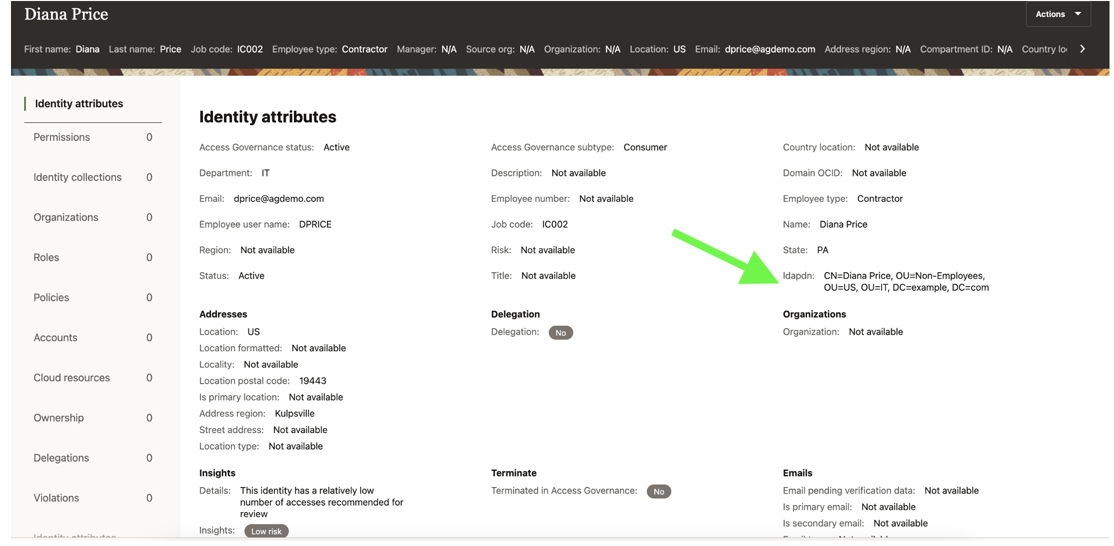 Diana Price
Actions
First name: Diana Last name: Price Job code: IC002 Employee type: Contractor Manager: N/A Source org: N/A Organization: N/A Location: US Email: dprice@agdemo.com Address region: N/A Compartment ID: N/A Country lo
Identity attributes
Permissions 0
Identity collections 0
Organizations 0
Roles 0
Policies 0
Accounts 0
Cloud resources 0
Ownership 0
Delegations 0
Violations 0
Identity attributes
Identity attributes
Access Governance status: Active Access Governance subtype: Consumer Country location: Not available
Department: IT Description: Not available Domain OCID: Not available
Email: dprice@agdemo.com Employee number: Not available Employee type: Contractor
Employee user name: DPRICE Job code: IC002 Name: Diana Price
Region: Not available Risk: Not available State: PA
Status: Active Title: Not available ldapdn: CN=Diana Price, OU=Non-Employees,
OU=US, OU=IT, DC=example, DC=com
Addresses
Location: US
Location formatted: Not available
Locality: Not available
Location postal code: 19443
Is primary location: Not available
Address region: Kulpsville
Street address: Not available
Location type: Not available
Delegation
Delegation: No
Organizations
Organization: Not available
Insights
Details: This identity has a relatively low
number of accesses recommended for
review
Insights: Low risk
Terminate
Terminated in Access Governance: No
Emails
Email pending verification data: Not available
Is primary email: Not available
Is secondary email: Not available